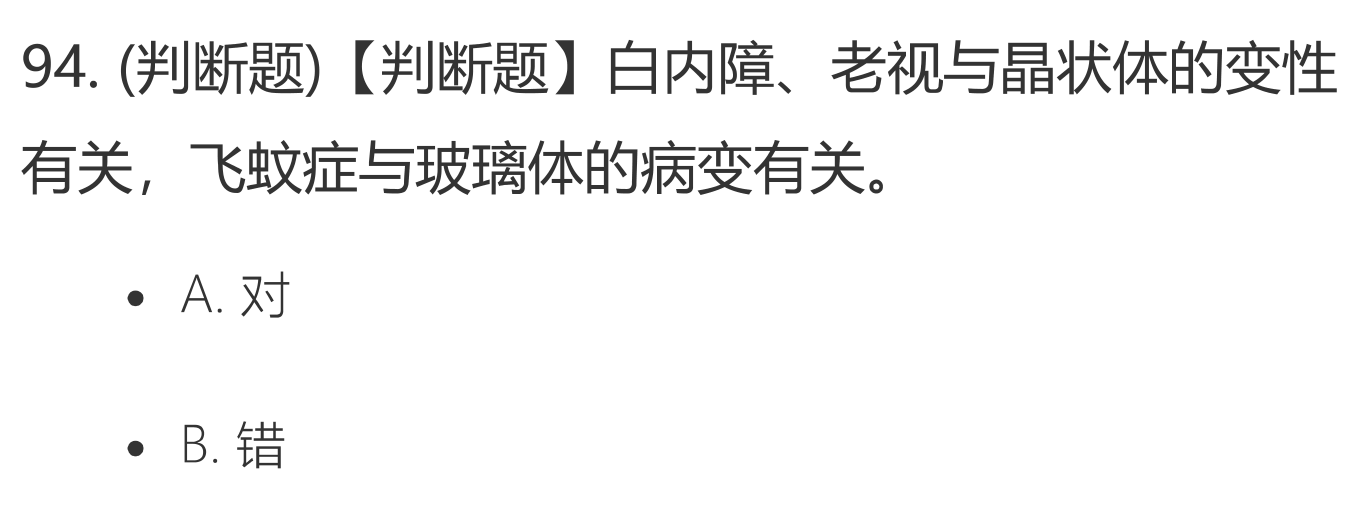 94. (判断题)【判断题】白内障、老视与晶状体的变性
有关，飞蚊症与玻璃体的病变有关。
• A. 对
• B. 错